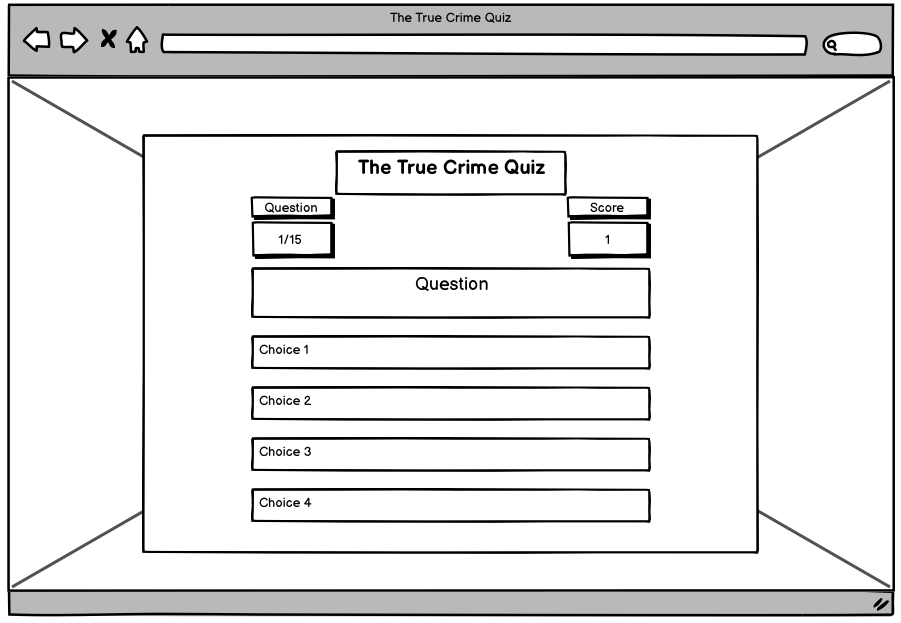 The True Crime Quiz
The True Crime Quiz
Question
Score
1/15
1
Question
Choice 1
Choice 2
Choice 3
Choice 4